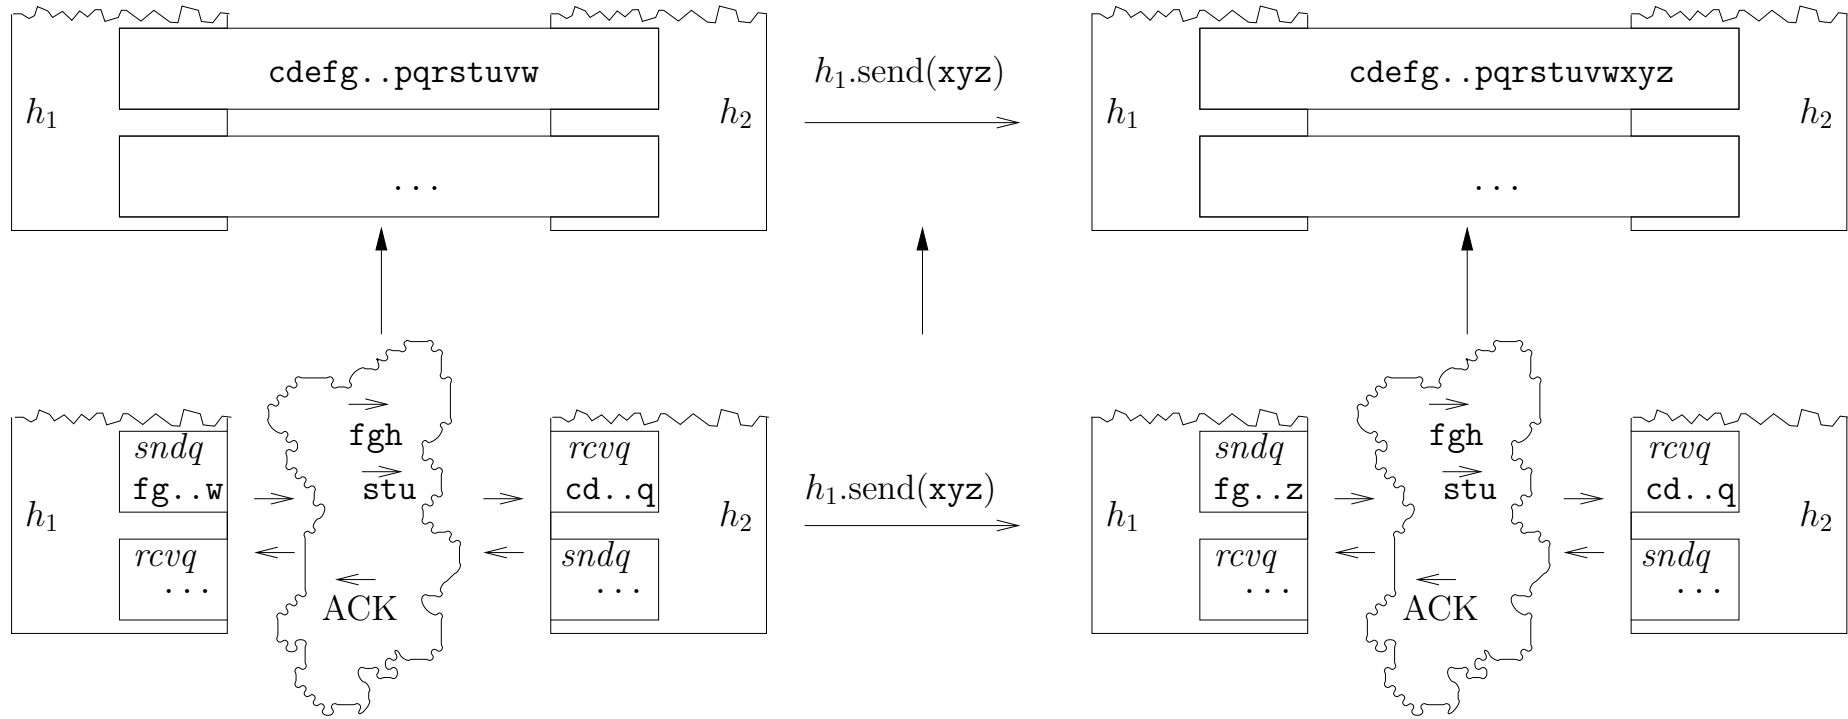 cdefg..pqrstuvw
h1.send(xyz)
cdefg..pqrstuvwxyz
h1
h2
h1
h2
...
...
sndq
fgh
rcvq
sndq
fgh
rcvq
fg..w
stu
cd..q
h1.send(xyz)
fg..z
stu
cd..q
h1
h2
h1
h2
rcvq
sndq
rcvq
sndq
...
ACK
...
...
ACK
...